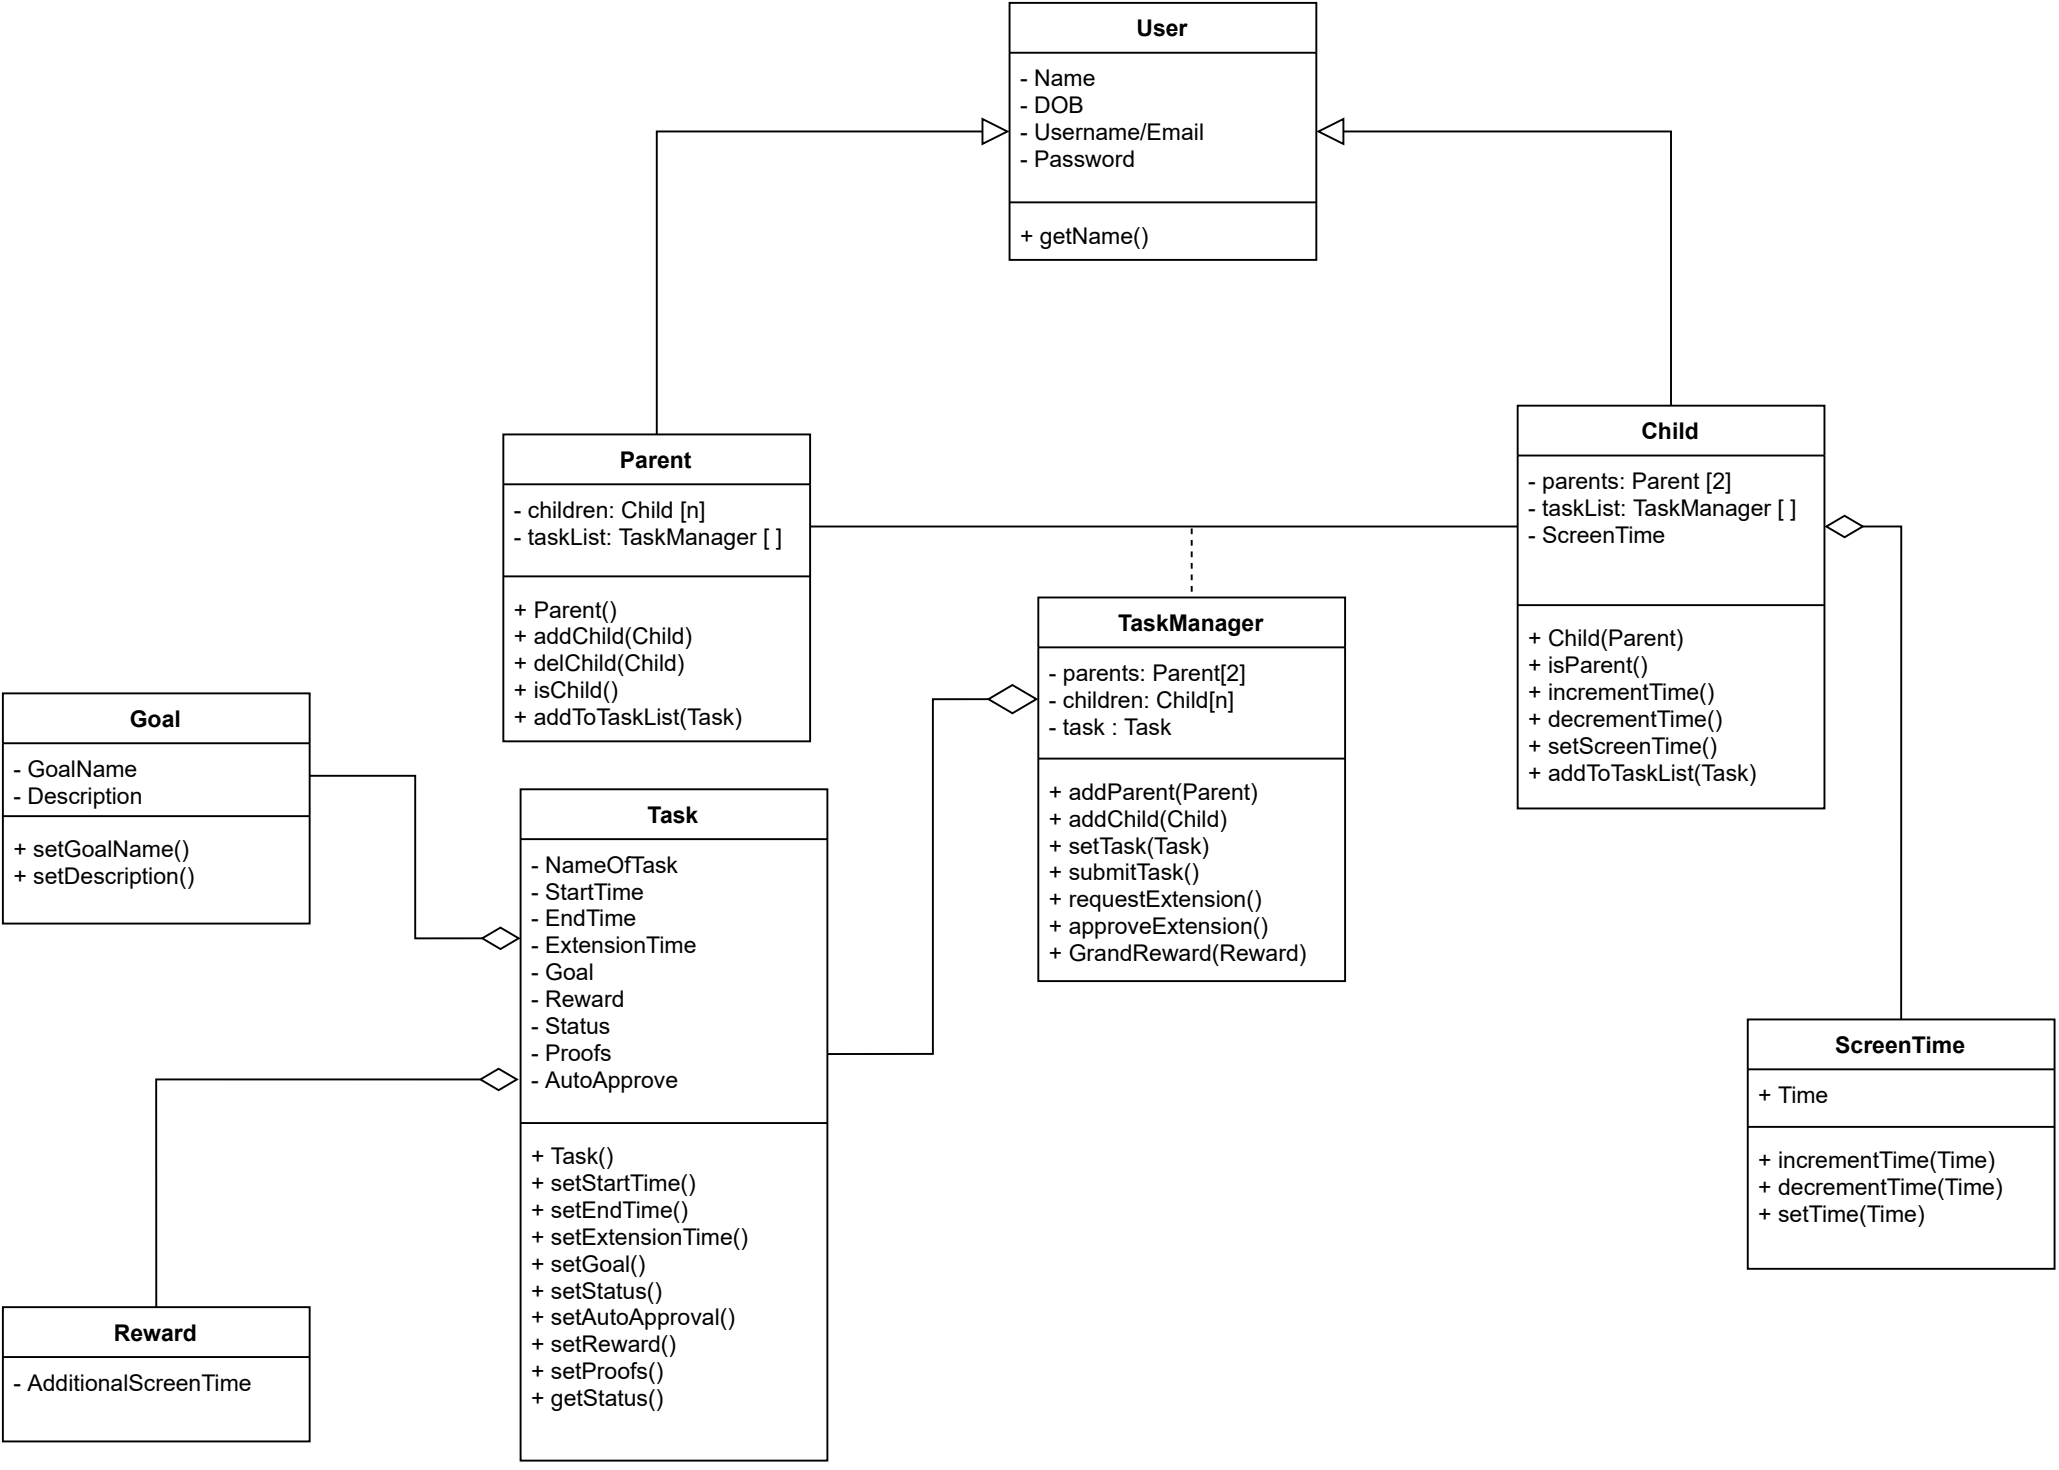 User
- Name
- DOB
- Username/Email
- Password
+ getName()
Parent
- children: Child [n]
- taskList: TaskManager [ ]
+ Parent()
+ addChild(Child)
+ delChild(Child)
+ isChild()
+ addToTaskList(Task)
Child
- parents: Parent [2]
- taskList: TaskManager [ ]
- ScreenTime
+ Child(Parent)
+ isParent()
+ incrementTime()
+ decrementTime()
+ setScreenTime()
+ addToTaskList(Task)
TaskManager
- parents: Parent[2]
- children: Child[n]
- task : Task
+ addParent(Parent)
+ addChild(Child)
+ setTask(Task)
+ submitTask()
+ requestExtension()
+ approveExtension()
+ GrandReward(Reward)
Goal
- GoalName
- Description
+ setGoalName()
+ setDescription()
Task
- NameOfTask
- StartTime
- EndTime
- ExtensionTime
- Goal
- Reward
- Status
- Proofs
- AutoApprove
+ Task()
+ setStartTime()
+ setEndTime()
+ setExtensionTime()
+ setGoal()
+ setStatus()
+ setAutoApproval()
+ setReward()
+ setProofs()
+ getStatus()
ScreenTime
+ Time
+ incrementTime(Time)
+ decrementTime(Time)
+ setTime(Time)
Reward
- AdditionalScreenTime